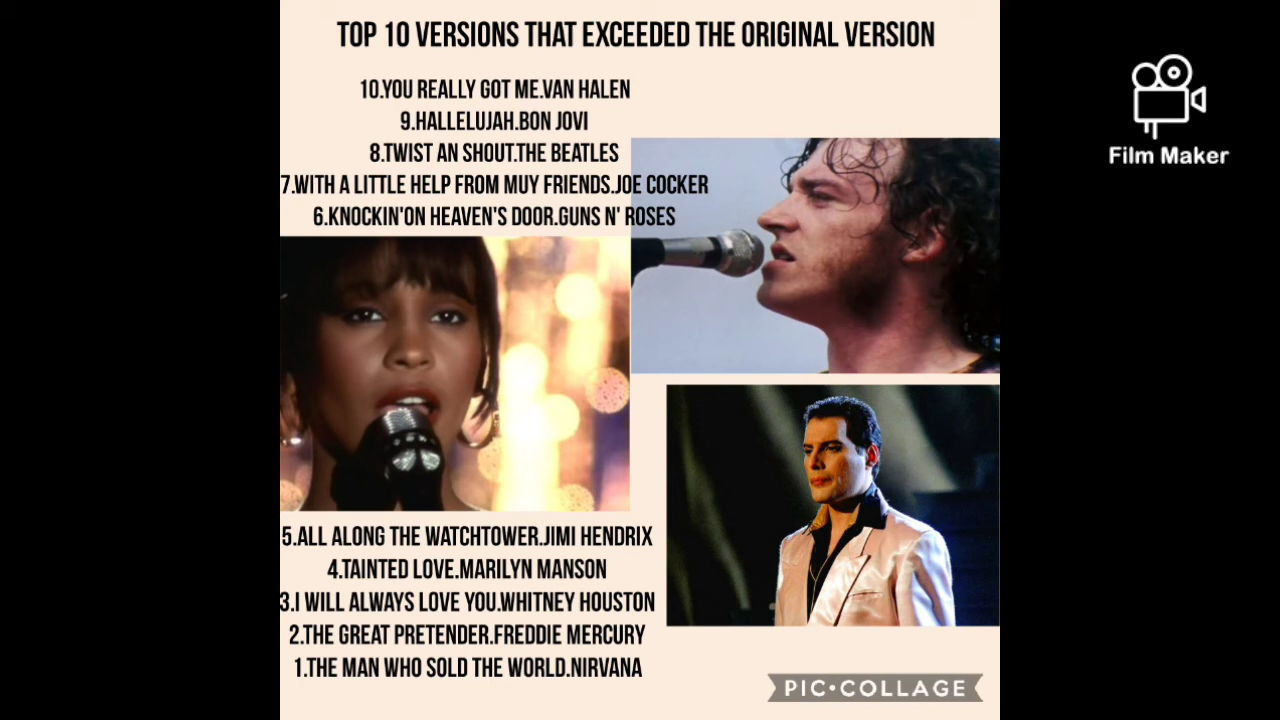 TOP 10 VERSIONS THAT EXCEEDED THE ORIGINAL VERSION
10.YOU REALLY GOT ME.VAN HALEN
9.HALLELUJAH.BON JOVI
8.TWIST AN SHOUT.THE BEATLES
7.WITH A LITTLE HELP FROM MUY FRIENDS.JOE COCKER
6.KNOCKIN'ON HEAVEN'S DOOR.GUNS N' ROSES
5.ALL ALONG THE WATCHTOWER.JIMI HENDRIX
4.TAINTED LOVE.MARILYN MANSON
3.I WILL ALWAYS LOVE YOU.WHITNEY HOUSTON
2.THE GREAT PRETENDER.FREDDIE MERCURY
1.THE MAN WHO SOLD THE WORLD.NIRVANA
PIC•COLLAGE
Film Maker